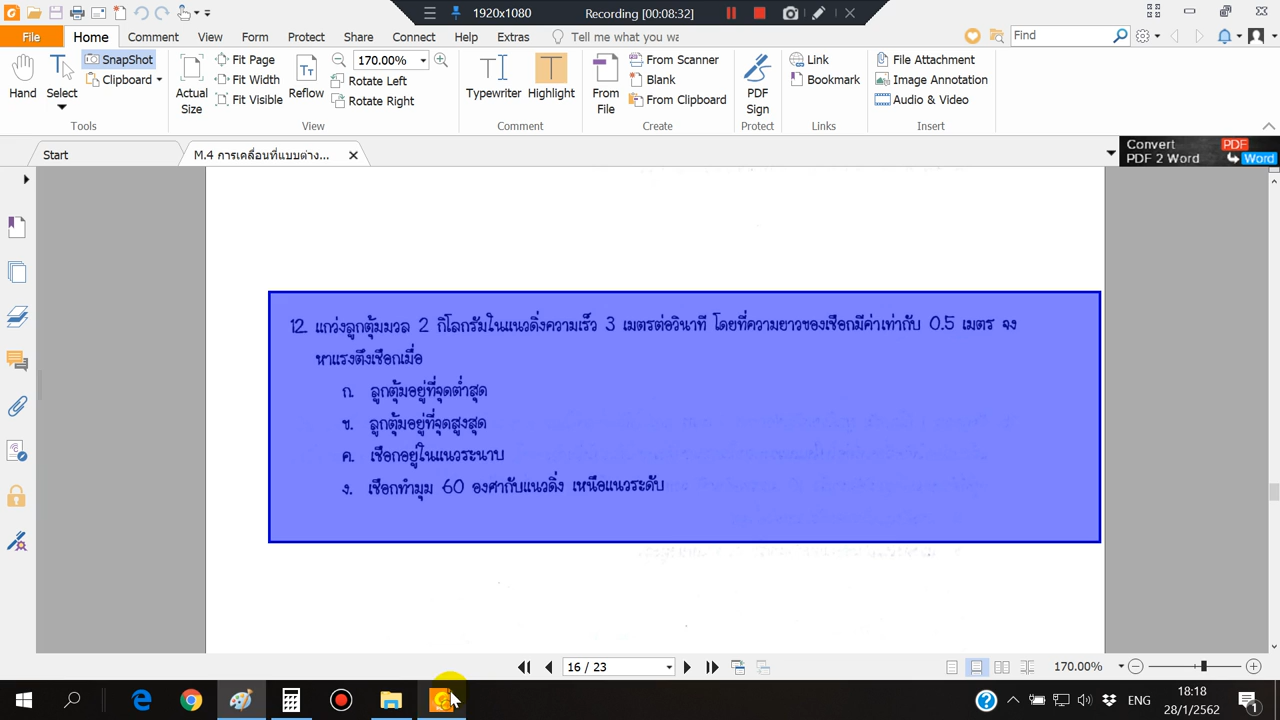 1920x1080
Recording [00:08:32]
File Home Comment View Form Protect Share Connect Help Extras Tell me what you wa Find
Hand Select SnapShot Clipboard
Actual Size Fit Page Fit Width Fit Visible Reflow 170.00% Rotate Left Rotate Right
Typewriter Highlight
From File From Scanner Blank From Clipboard
PDF Sign
Link Bookmark
File Attachment Image Annotation Audio & Video
Tools View Comment Create Protect Links Insert
Start M.4 การเคลื่อนที่แบบต่าง...
Convert PDF
PDF 2 Word Word
12. แกว่งลูกตุ้มมวล 2 กิโลกรัมในแนวดิ่งความเร็ว 3 เมตรต่อวินาที โดยที่ความยาวของเชือกมีค่าเท่ากับ 0.5 เมตร จง
หาแรงตึงเชือกเมื่อ
ก. ลูกตุ้มอยู่ที่จุดต่ำสุด
ข. ลูกตุ้มอยู่ที่จุดสูงสุด
ค. เชือกอยู่ในแนวระนาบ
ง. เชือกทำมุม 60 องศากับแนวดิ่ง เหนือแนวระดับ
16 / 23
170.00%
ENG
18:18
28/1/2562
1